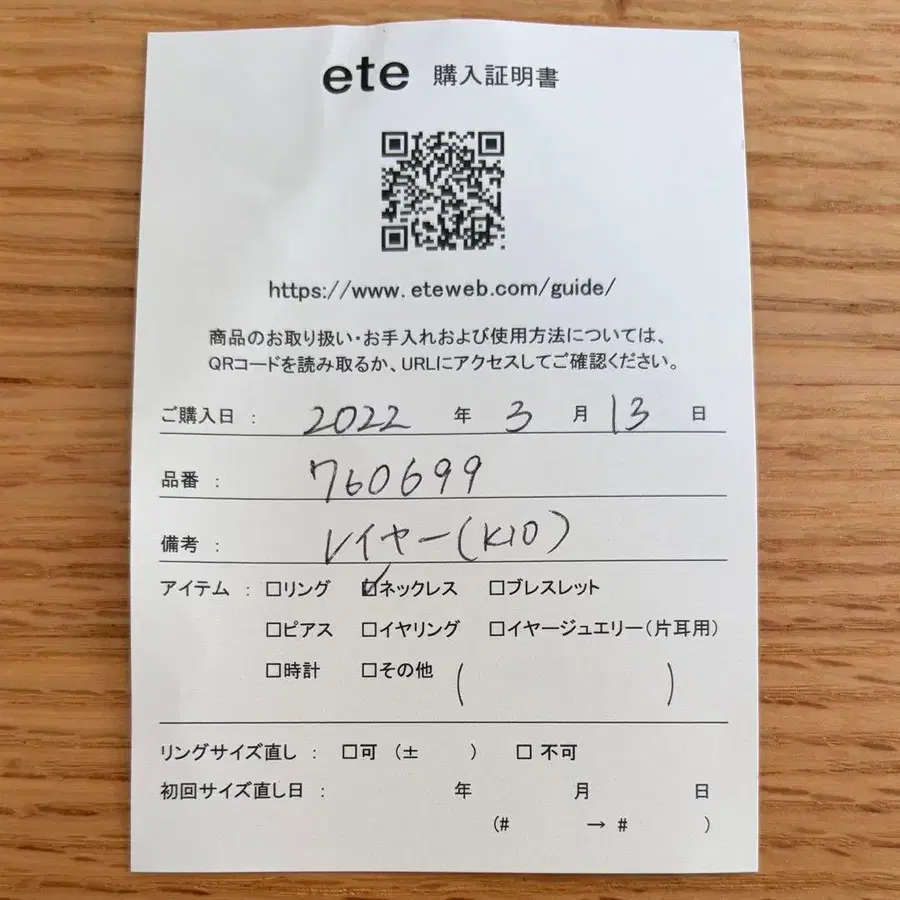 ete 購入証明書
https://www.eteweb.com/guide/
商品のお取り扱い・お手入れおよび使用方法については、
QRコードを読み取るか、URLにアクセスしてご確認ください。
ご購入日 : 2022 年 3 月 13 日
品番 : 760699
備考 : レイヤー(K10)
アイテム : □リング ☑ネックレス □ブレスレット
□ピアス □イヤリング □イヤージュエリー(片耳用)
□時計 □その他 ( )
リングサイズ直し : □可 (± ) □ 不可
初回サイズ直し日 : 年 月 日
(# → # )